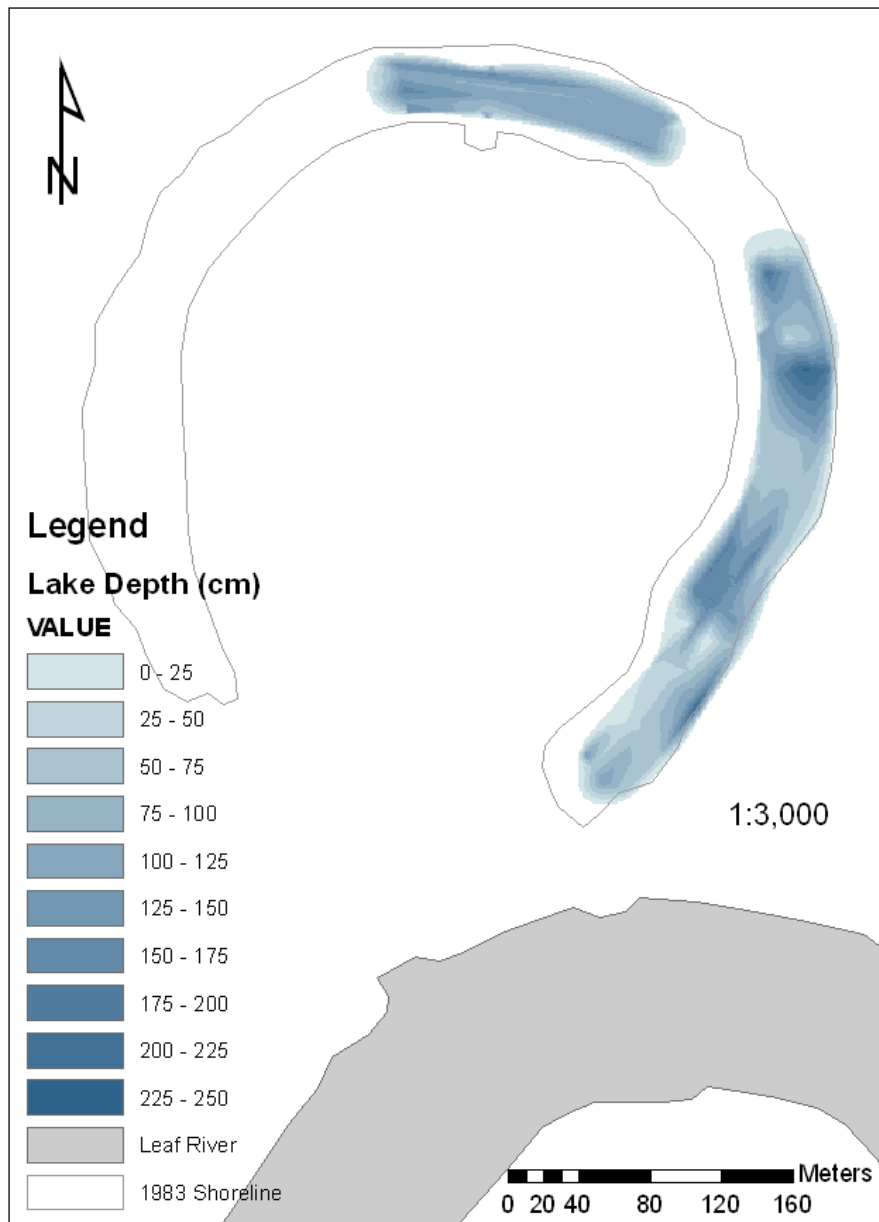 N
Legend
Lake Depth (cm)
VALUE
0 - 25
25 - 50
50 - 75
75 - 100
100 - 125
125 - 150
150 - 175
175 - 200
200 - 225
225 - 250
Leaf River
1983 Shoreline
1:3,000
Meters
0 20 40 80 120 160